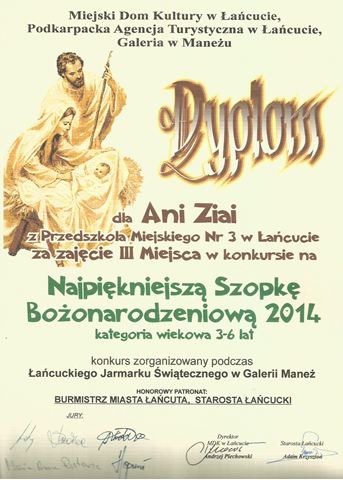 Miejski Dom Kultury w Łańcucie,
Podkarpacka Agencja Turystyczna w Łańcucie,
Galeria w Maneżu
Dyplom
dla Ani Ziai
z Przedszkola Miejskiego Nr 3 w Łańcucie
za zajęcie III Miejsca w konkursie na
Najpiękniejszą Szopkę
Bożonarodzeniową 2014
kategoria wiekowa 3-6 lat
konkurs zorganizowany podczas
Łańcuckiego Jarmarku Świątecznego w Galerii Maneż
HONOROWY PATRONAT:
BURMISTRZ MIASTA ŁAŃCUTA, STAROSTA ŁAŃCUCKI
JURY:
Dyrektor
MDK w Łańcucie
Andrzej Piechowski
Starosta Łańcucki
Adam Krzysztoń